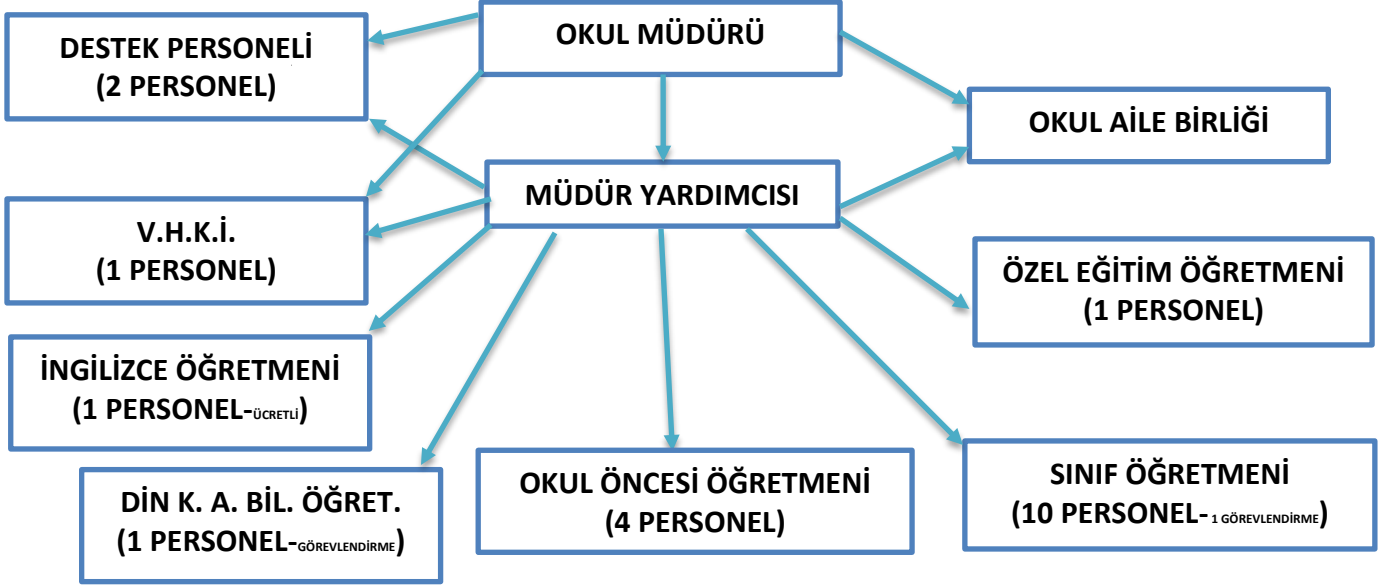 OKUL MÜDÜRÜ
DESTEK PERSONELİ
(2 PERSONEL)
OKUL AİLE BİRLİĞİ
MÜDÜR YARDIMCISI
V.H.K.İ.
(1 PERSONEL)
ÖZEL EĞİTİM ÖĞRETMENİ
(1 PERSONEL)
İNGİLİZCE ÖĞRETMENİ
(1 PERSONEL-ÜCRETLİ)
DİN K. A. BİL. ÖĞRET.
(1 PERSONEL-GÖREVLENDİRME)
OKUL ÖNCESİ ÖĞRETMENİ
(4 PERSONEL)
SINIF ÖĞRETMENİ
(10 PERSONEL- 1 GÖREVLENDİRME)